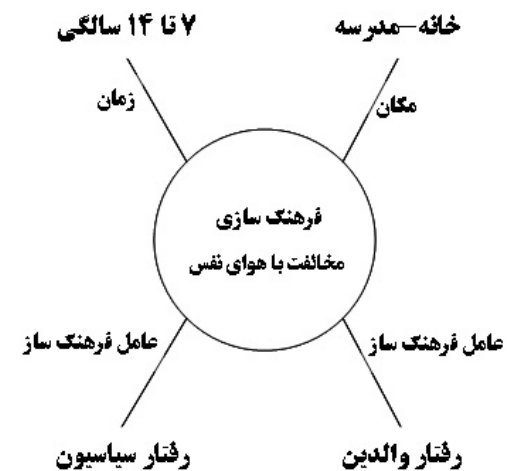 خانه-مدرسه
۷ تا ۱۴ سالگی
مکان
زمان
فرهنگ سازی
مخالفت با هوای نفس
عامل فرهنگ ساز
عامل فرهنگ ساز
رفتار والدین
رفتار سیاسیون